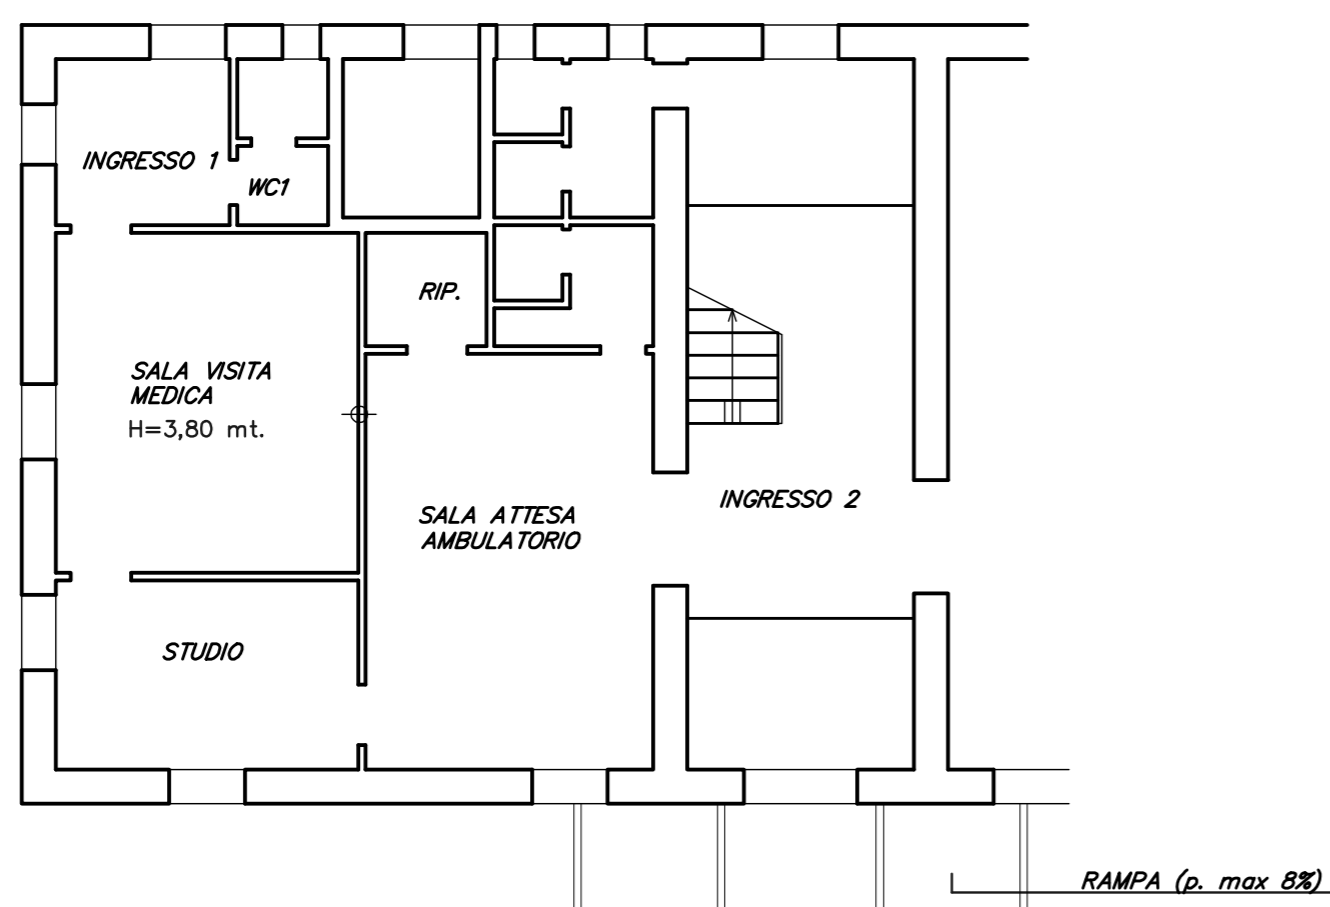 INGRESSO 1
WC1
RIP.
SALA VISITA
MEDICA
H=3,80 mt.
SALA ATTESA
AMBULATORIO
INGRESSO 2
STUDIO
RAMPA (p. max 8%)